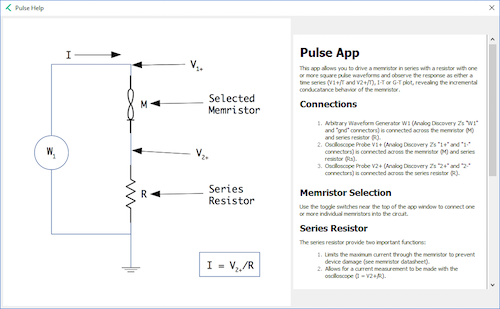 Pulse Help
I
V1+
M
Selected
Memristor
W1
V2+
R
Series
Resistor
I = V2+/R
Pulse App
This app allows you to drive a memristor in series with a resistor with one
or more square pulse waveforms and observe the response as either a
time series (V1+/T and V2+/T), I-T or G-T plot, revealing the incremental
conducatance behavior of the memristor.
Connections
1. Arbitrary Waveform Generator W1 (Analog Discovery 2's "W1"
and "gnd" connectors) is connected across the memristor (M)
and series resistor (R).
2. Oscilloscope Probe V1+ (Analog Discovery 2's "1+" and "1-"
connectors) is connected across the memristor (M) and series
resistor (Rs).
3. Oscilloscope Probe V2+ (Analog Discovery 2's "2+" and "2-"
connectors) is connected across the series resistor (R).
Memristor Selection
Use the toggle switches near the top of the app window to connect one
or more individual memristors into the circuit.
Series Resistor
The series resistor provide two important functions:
1. Limits the maximum current through the memristor to prevent
device damage (see memristor datasheet).
2. Allows for a current measurement to be made with the
oscilloscope (I = V2+/R).